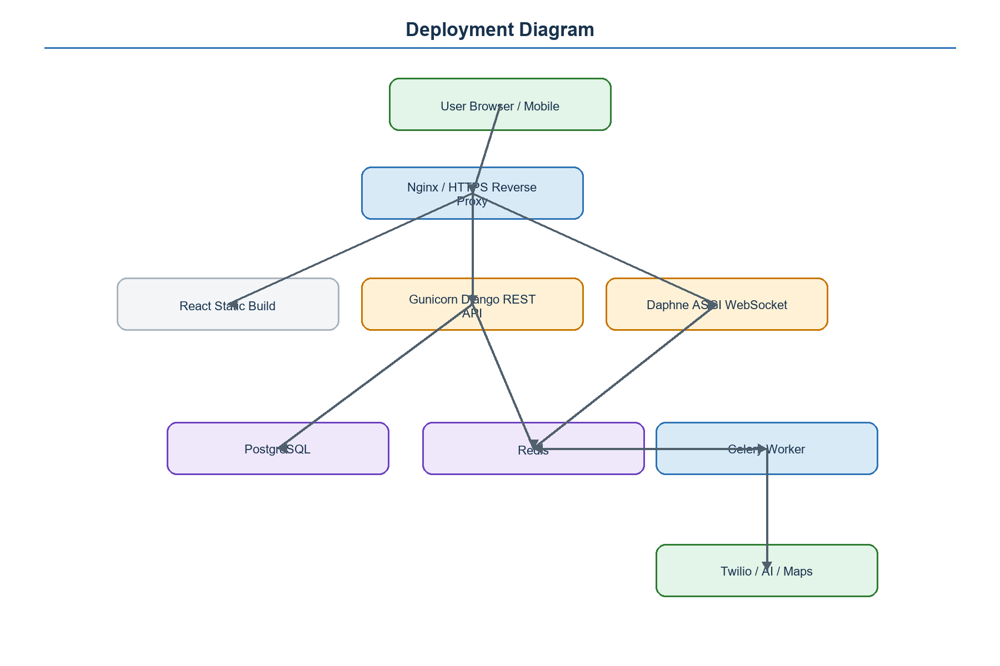 Deployment Diagram
User Browser / Mobile
Nginx / HTTPS Reverse
Proxy
React Static Build
Gunicorn Django REST
API
Daphne ASGI WebSocket
PostgreSQL
Redis
Celery Worker
Twilio / AI / Maps